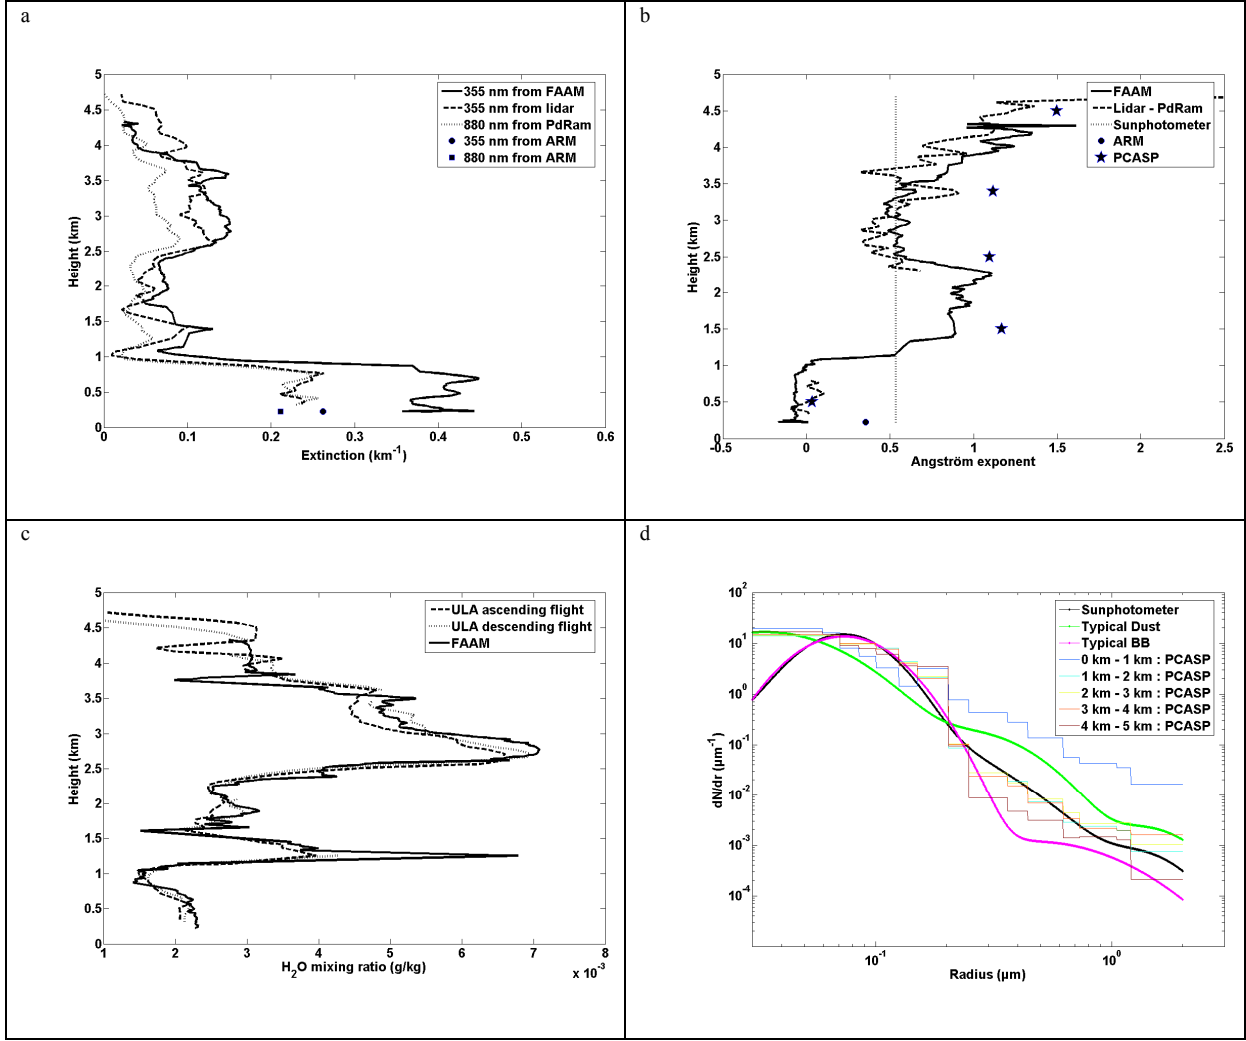 a
5
4.5
4
3.5
3
2.5
2
1.5
1
0.5
0
Height (km)
355 nm from FAAM
355 nm from lidar
880 nm from PdRam
355 nm from ARM
880 nm from ARM
0 0.1 0.2 0.3 0.4 0.5 0.6
Extinction (km-1)
b
5
4.5
4
3.5
3
2.5
2
1.5
1
0.5
0
Height (km)
FAAM
Lidar - PdRam
Sunphotometer
ARM
PCASP
-0.5 0 0.5 1 1.5 2 2.5
Angström exponent
c
5
4.5
4
3.5
3
2.5
2
1.5
1
0.5
0
Height (km)
ULA ascending flight
ULA descending flight
FAAM
1 2 3 4 5 6 7 8
H2O mixing ratio (g/kg)
x 10-3
d
10^2
10^1
10^0
10^-1
10^-2
10^-3
10^-4
dN/dr (µm-1)
Sunphotometer
Typical Dust
Typical BB
0 km - 1 km : PCASP
1 km - 2 km : PCASP
2 km - 3 km : PCASP
3 km - 4 km : PCASP
4 km - 5 km : PCASP
10^-1 10^0
Radius (µm)